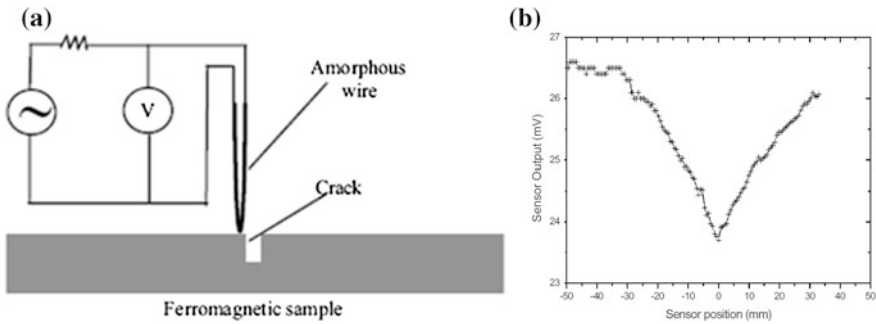 (a)
V
Amorphous
wire
Crack
Ferromagnetic sample
(b)
Sensor Output (mV)
27
26
25
24
23
-50 -40 -30 -20 -10 0 10 20 30 40 50
Sensor position (mm)